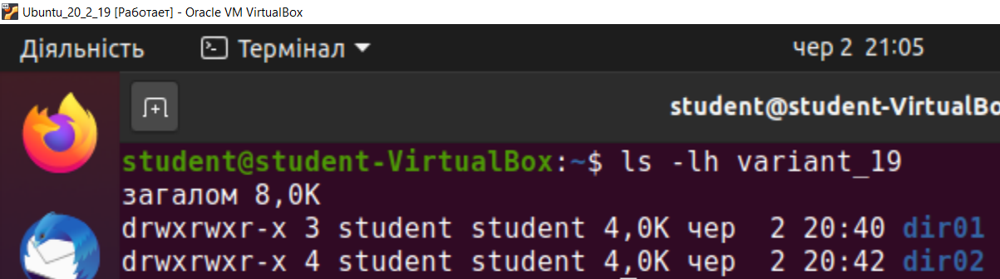 Ubuntu_20_2_19 [Работает] - Oracle VM VirtualBox
Діяльність Термінал чер 2 21:05
student@student-VirtualBo
student@student-VirtualBox:~$ ls -lh variant_19
загалом 8,0K
drwxrwxr-x 3 student student 4,0K чер  2 20:40 dir01
drwxrwxr-x 4 student student 4,0K чер  2 20:42 dir02